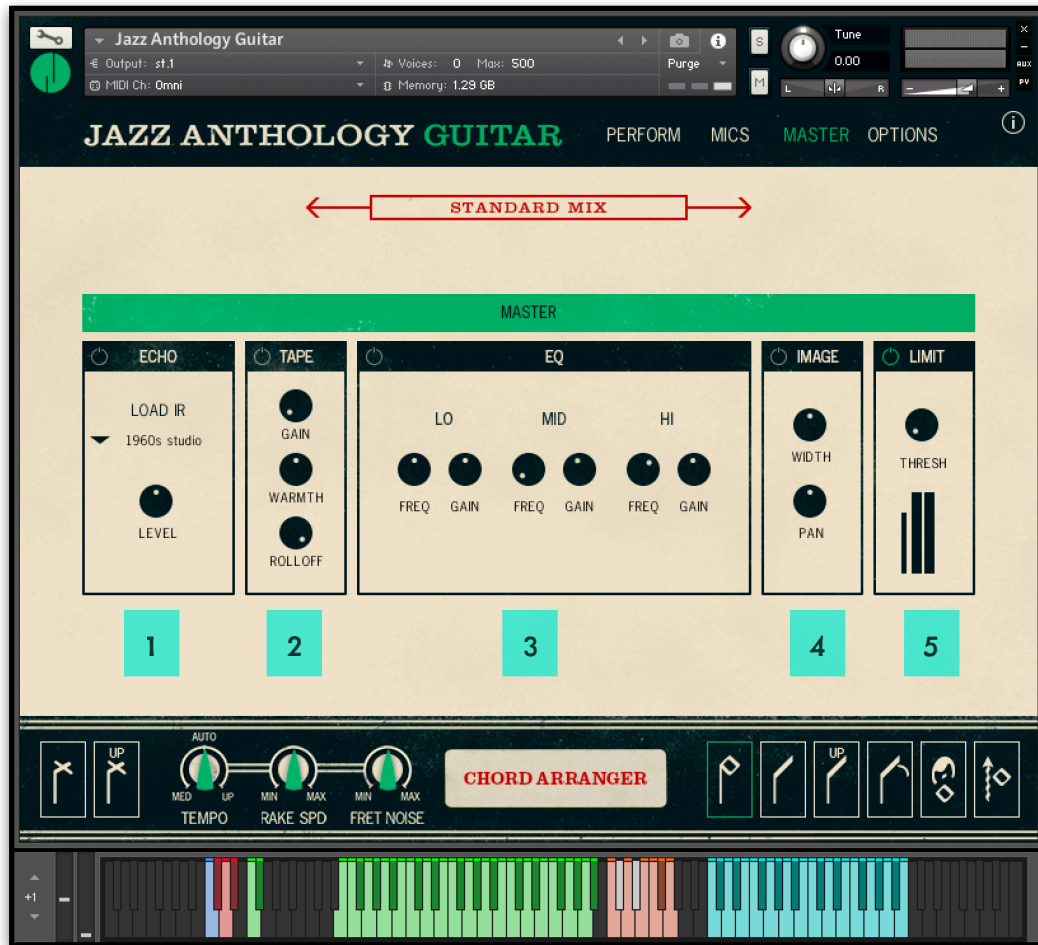 Jazz Anthology Guitar
Output: st.1
Voices: 0 Max: 500
Purge
MIDI Ch: Omni
Memory: 1.29 GB
S
M
Tune
0.00
L
R
-
+
×
-
AUX
PV
JAZZ ANTHOLOGY GUITAR
PERFORM MICS MASTER OPTIONS
i
STANDARD MIX
MASTER
ECHO
LOAD IR
1960s studio
LEVEL
TAPE
GAIN
WARMTH
ROLLOFF
EQ
LO MID HI
FREQ GAIN FREQ GAIN FREQ GAIN
IMAGE
WIDTH
PAN
LIMIT
THRESH
1 2 3 4 5
UP
AUTO
MED UP
TEMPO
MIN MAX
RAKE SPD
MIN MAX
FRET NOISE
CHORD ARRANGER
UP
+1